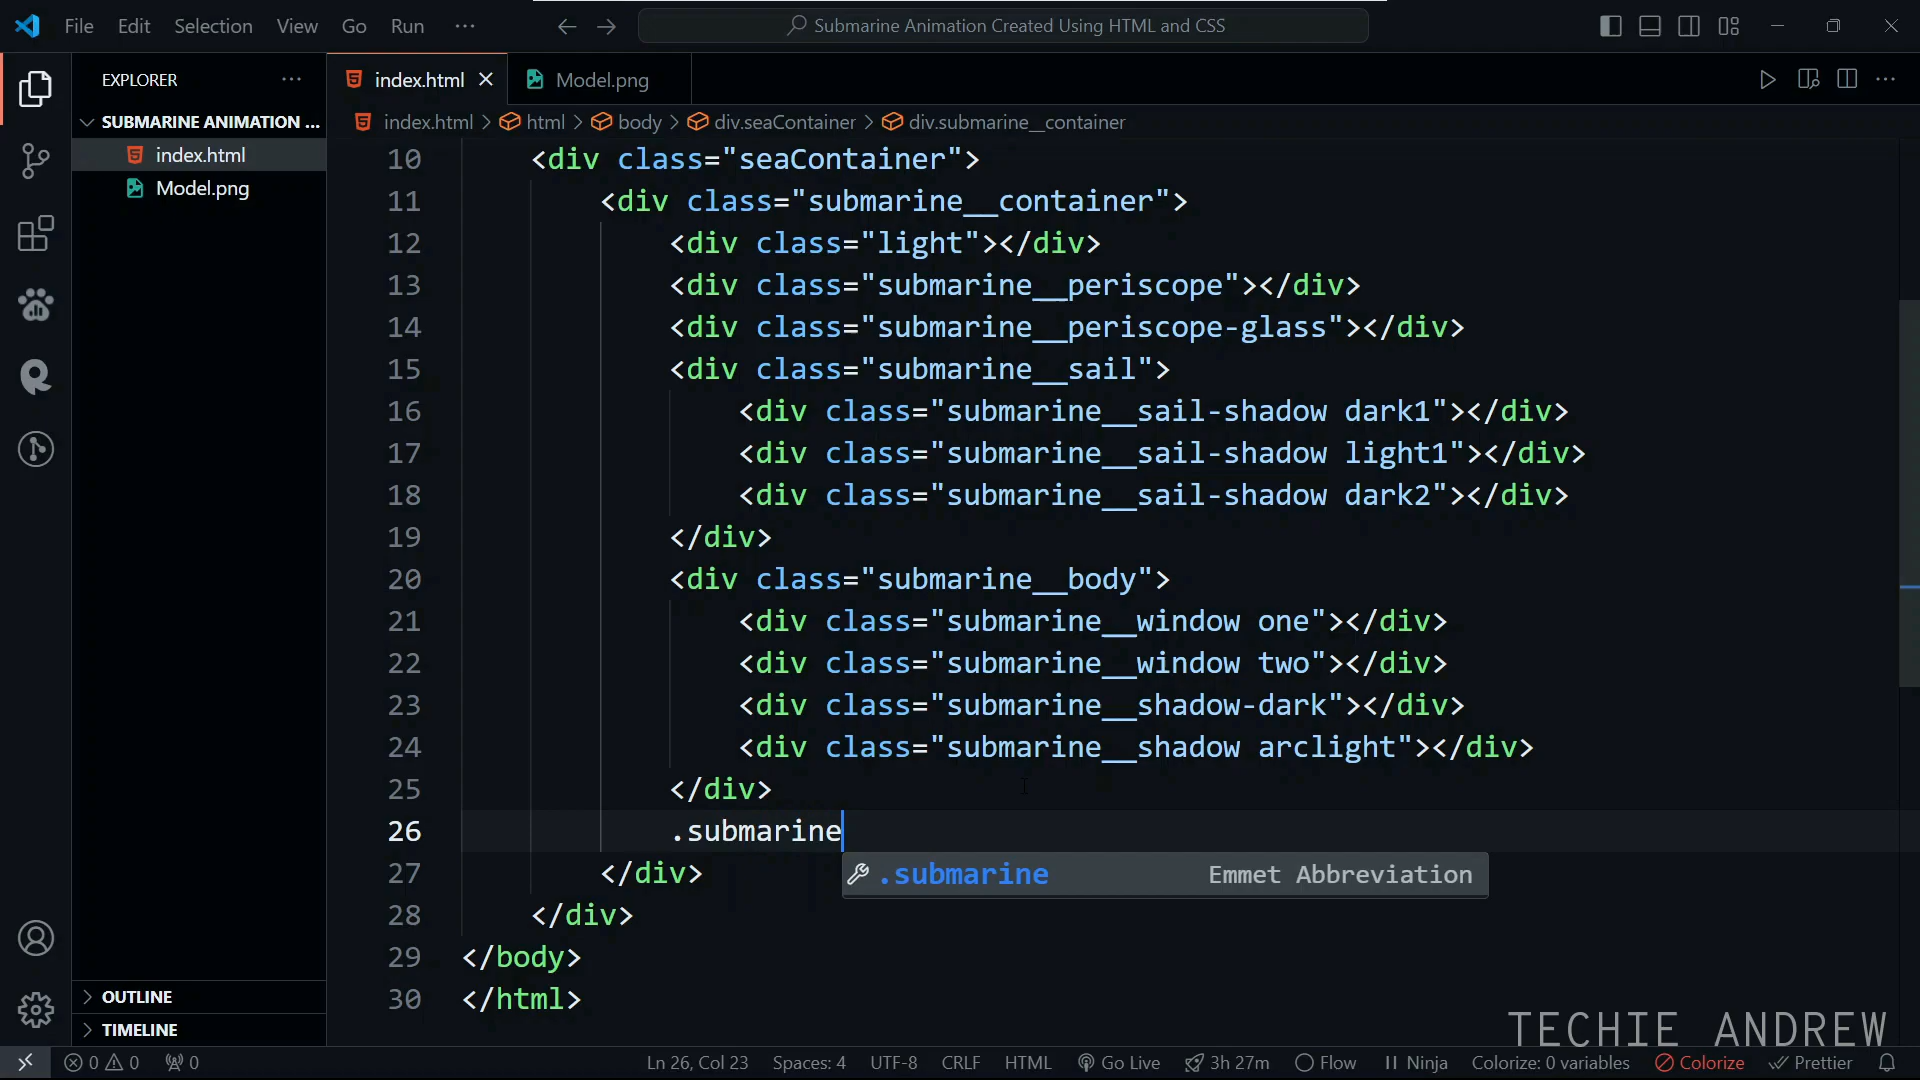 File Edit Selection View Go Run ···
Submarine Animation Created Using HTML and CSS
EXPLORER ···
index.html
Model.png
···
SUBMARINE ANIMATION ...
index.html
Model.png
index.html > html > body > div.seaContainer > div.submarine__container
10 <div class="seaContainer">
11 <div class="submarine__container">
12 <div class="light"></div>
13 <div class="submarine__periscope"></div>
14 <div class="submarine__periscope-glass"></div>
15 <div class="submarine__sail">
16 <div class="submarine__sail-shadow dark1"></div>
17 <div class="submarine__sail-shadow light1"></div>
18 <div class="submarine__sail-shadow dark2"></div>
19 </div>
20 <div class="submarine__body">
21 <div class="submarine__window one"></div>
22 <div class="submarine__window two"></div>
23 <div class="submarine__shadow-dark"></div>
24 <div class="submarine__shadow arclight"></div>
25 </div>
26 .submarine
.submarine Emmet Abbreviation
27 </div>
28 </div>
29 </body>
30 </html>
OUTLINE
TIMELINE
TECHIE ANDREW
0 0 0 Ln 26, Col 23 Spaces: 4 UTF-8 CRLF HTML Go Live 3h 27m Flow Ninja Colorize: 0 variables Colorize Prettier